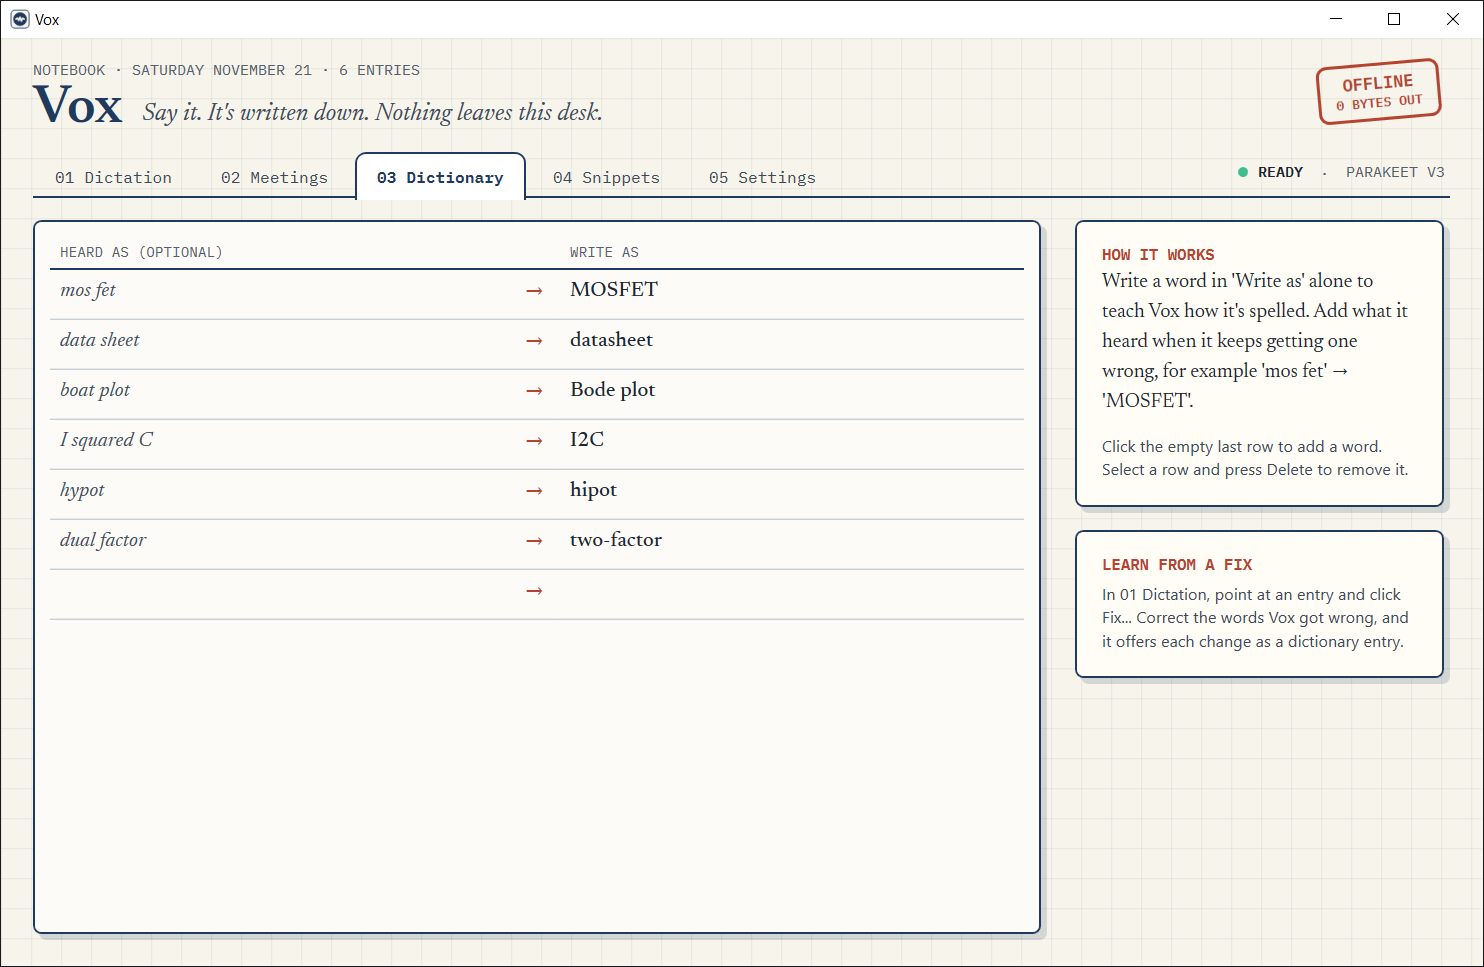 Vox
NOTEBOOK · SATURDAY NOVEMBER 21 · 6 ENTRIES
Vox Say it. It's written down. Nothing leaves this desk.
OFFLINE
0 BYTES OUT
01 Dictation 02 Meetings 03 Dictionary 04 Snippets 05 Settings
READY · PARAKEET V3
HEARD AS (OPTIONAL) WRITE AS
mos fet → MOSFET
data sheet → datasheet
boat plot → Bode plot
I squared C → I2C
hypot → hipot
dual factor → two-factor
→
HOW IT WORKS
Write a word in 'Write as' alone to
teach Vox how it's spelled. Add what it
heard when it keeps getting one
wrong, for example 'mos fet' →
'MOSFET'.
Click the empty last row to add a word.
Select a row and press Delete to remove it.
LEARN FROM A FIX
In 01 Dictation, point at an entry and click
Fix... Correct the words Vox got wrong, and
it offers each change as a dictionary entry.